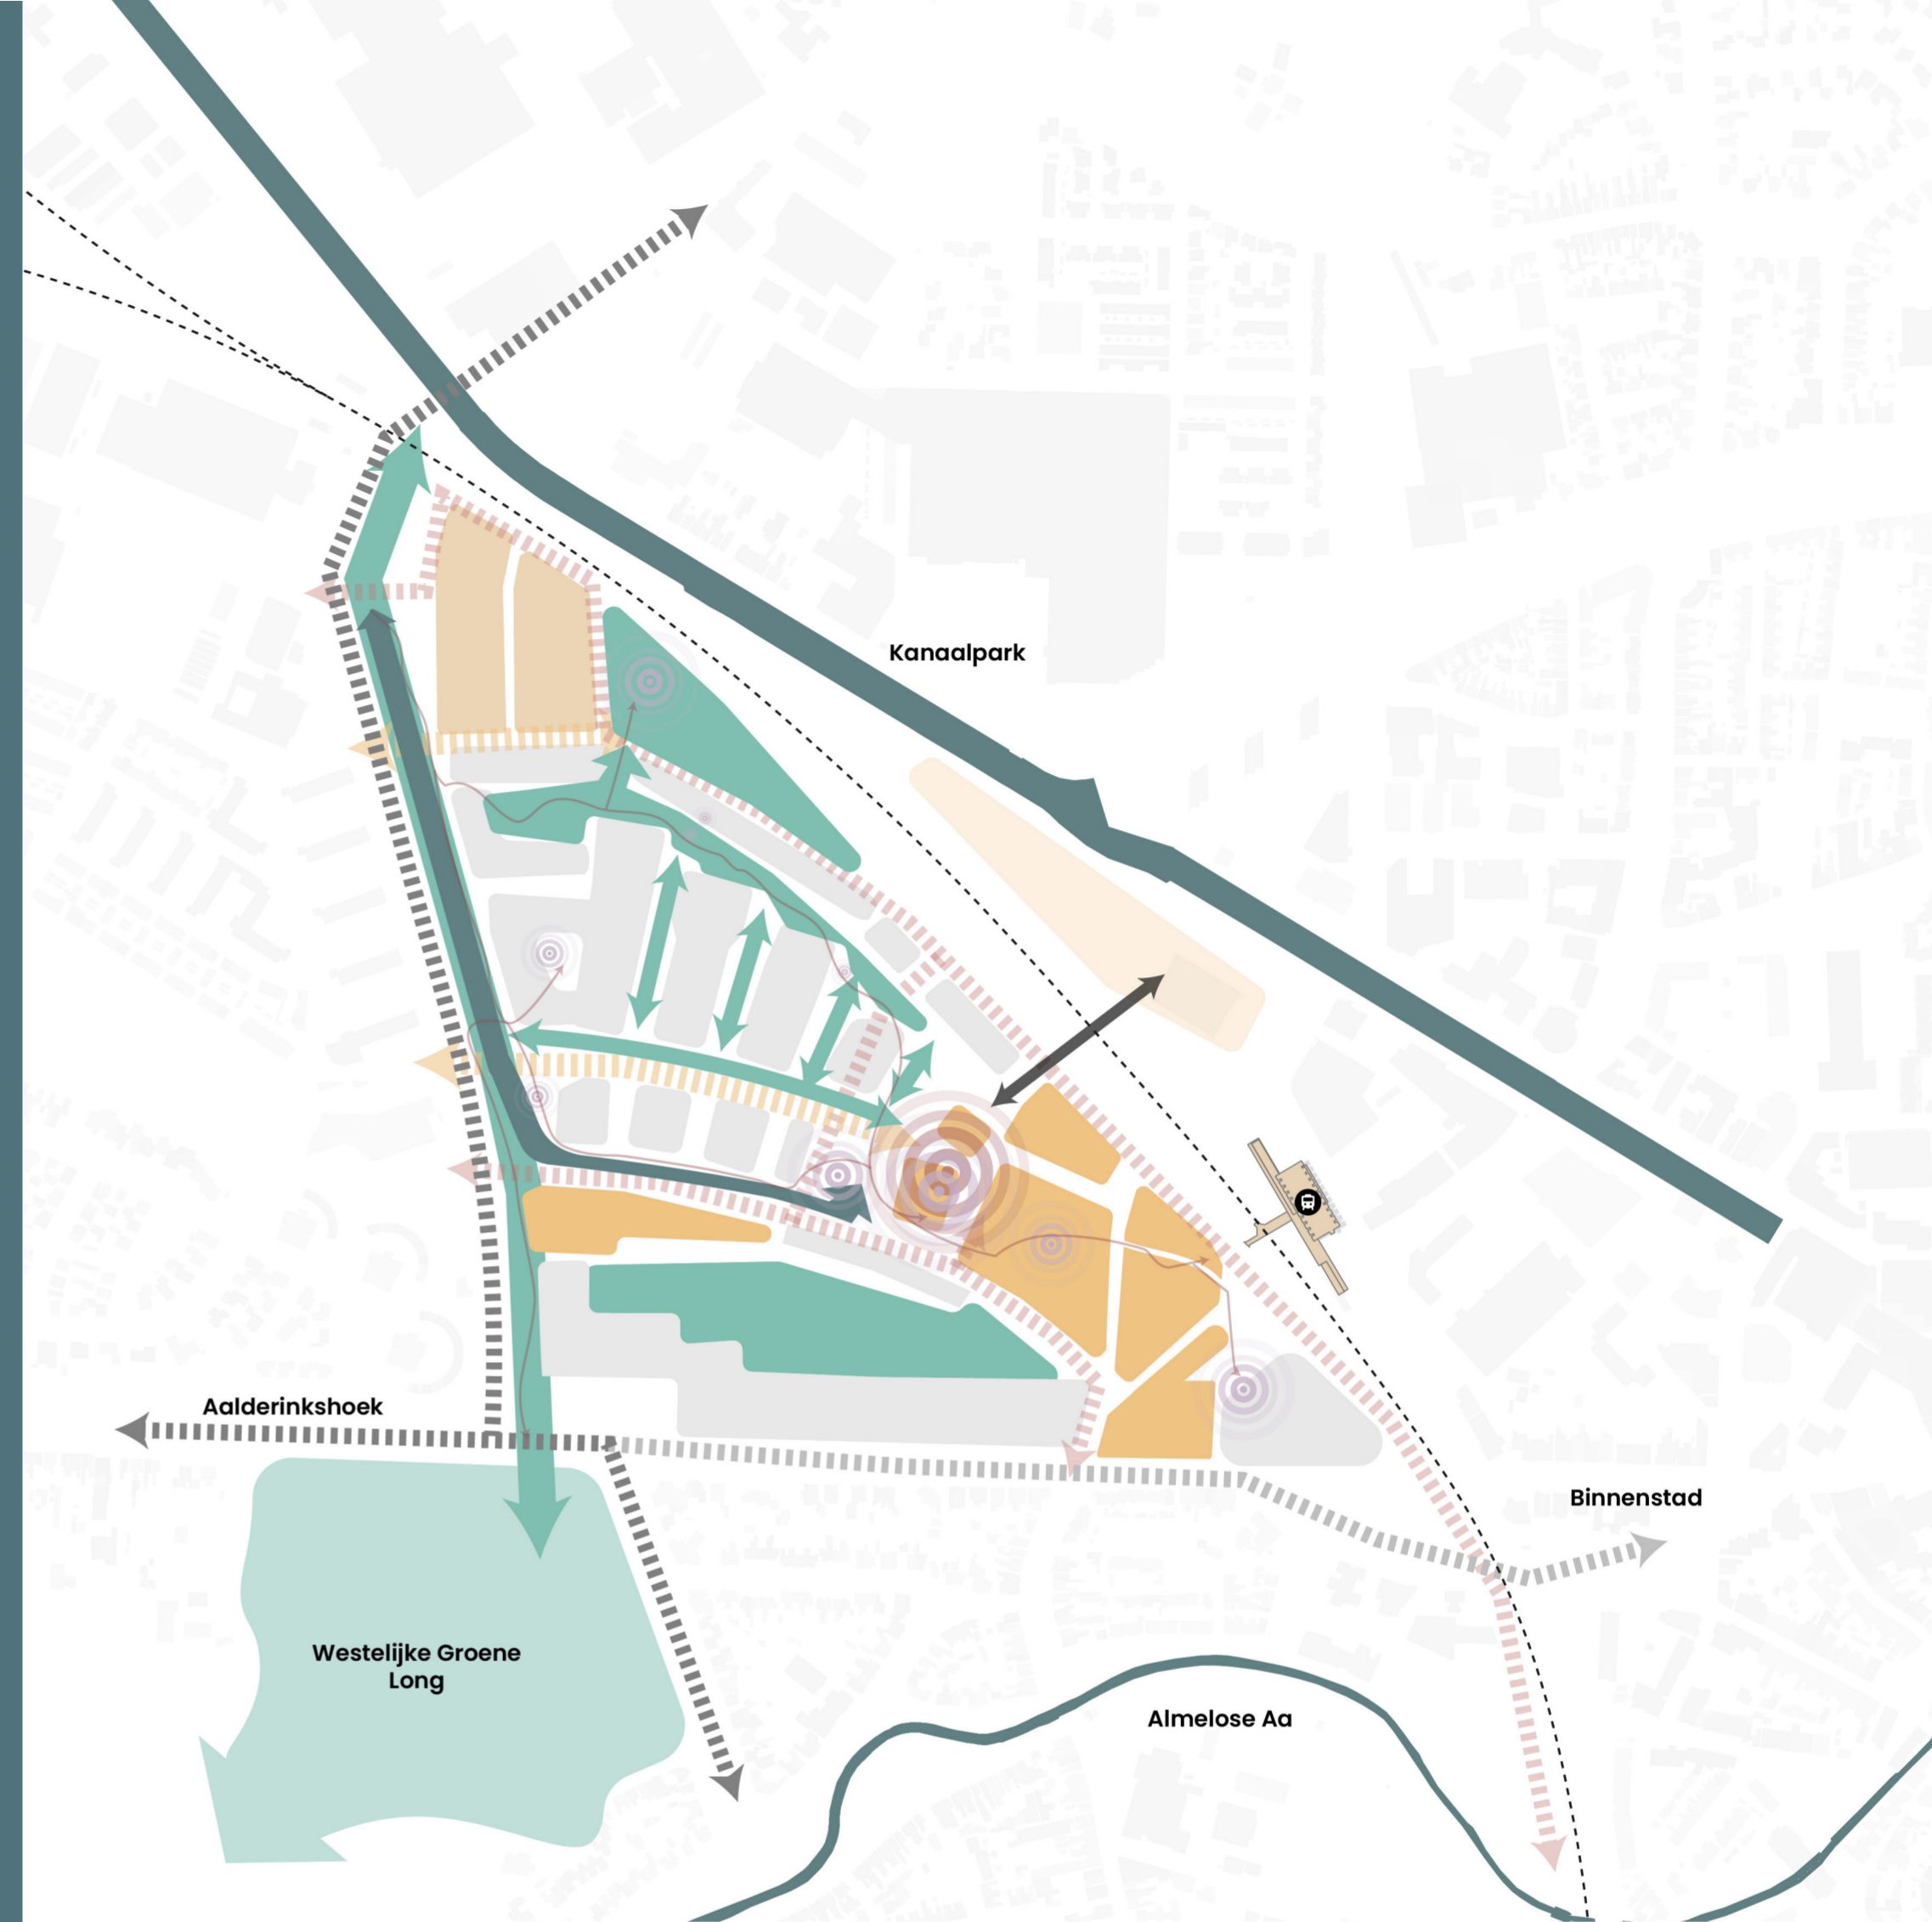 Kanaalpark
Aalderinkshoek
Binnenstad
Westelijke Groene
Long
Almelose Aa